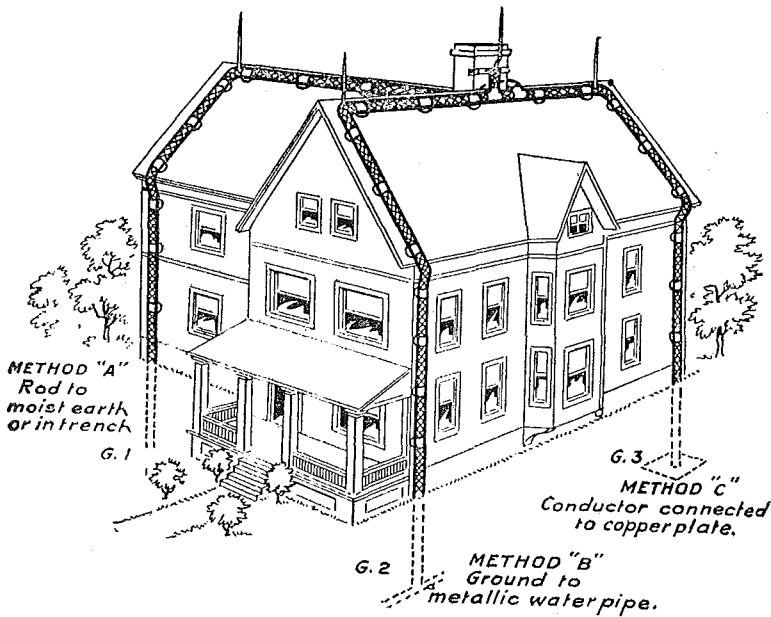 METHOD "A"
Rod to
moist earth
or in trench
G.1
G.3
METHOD "C"
Conductor connected
to copper plate.
G.2
METHOD "B"
Ground to
metallic water pipe.